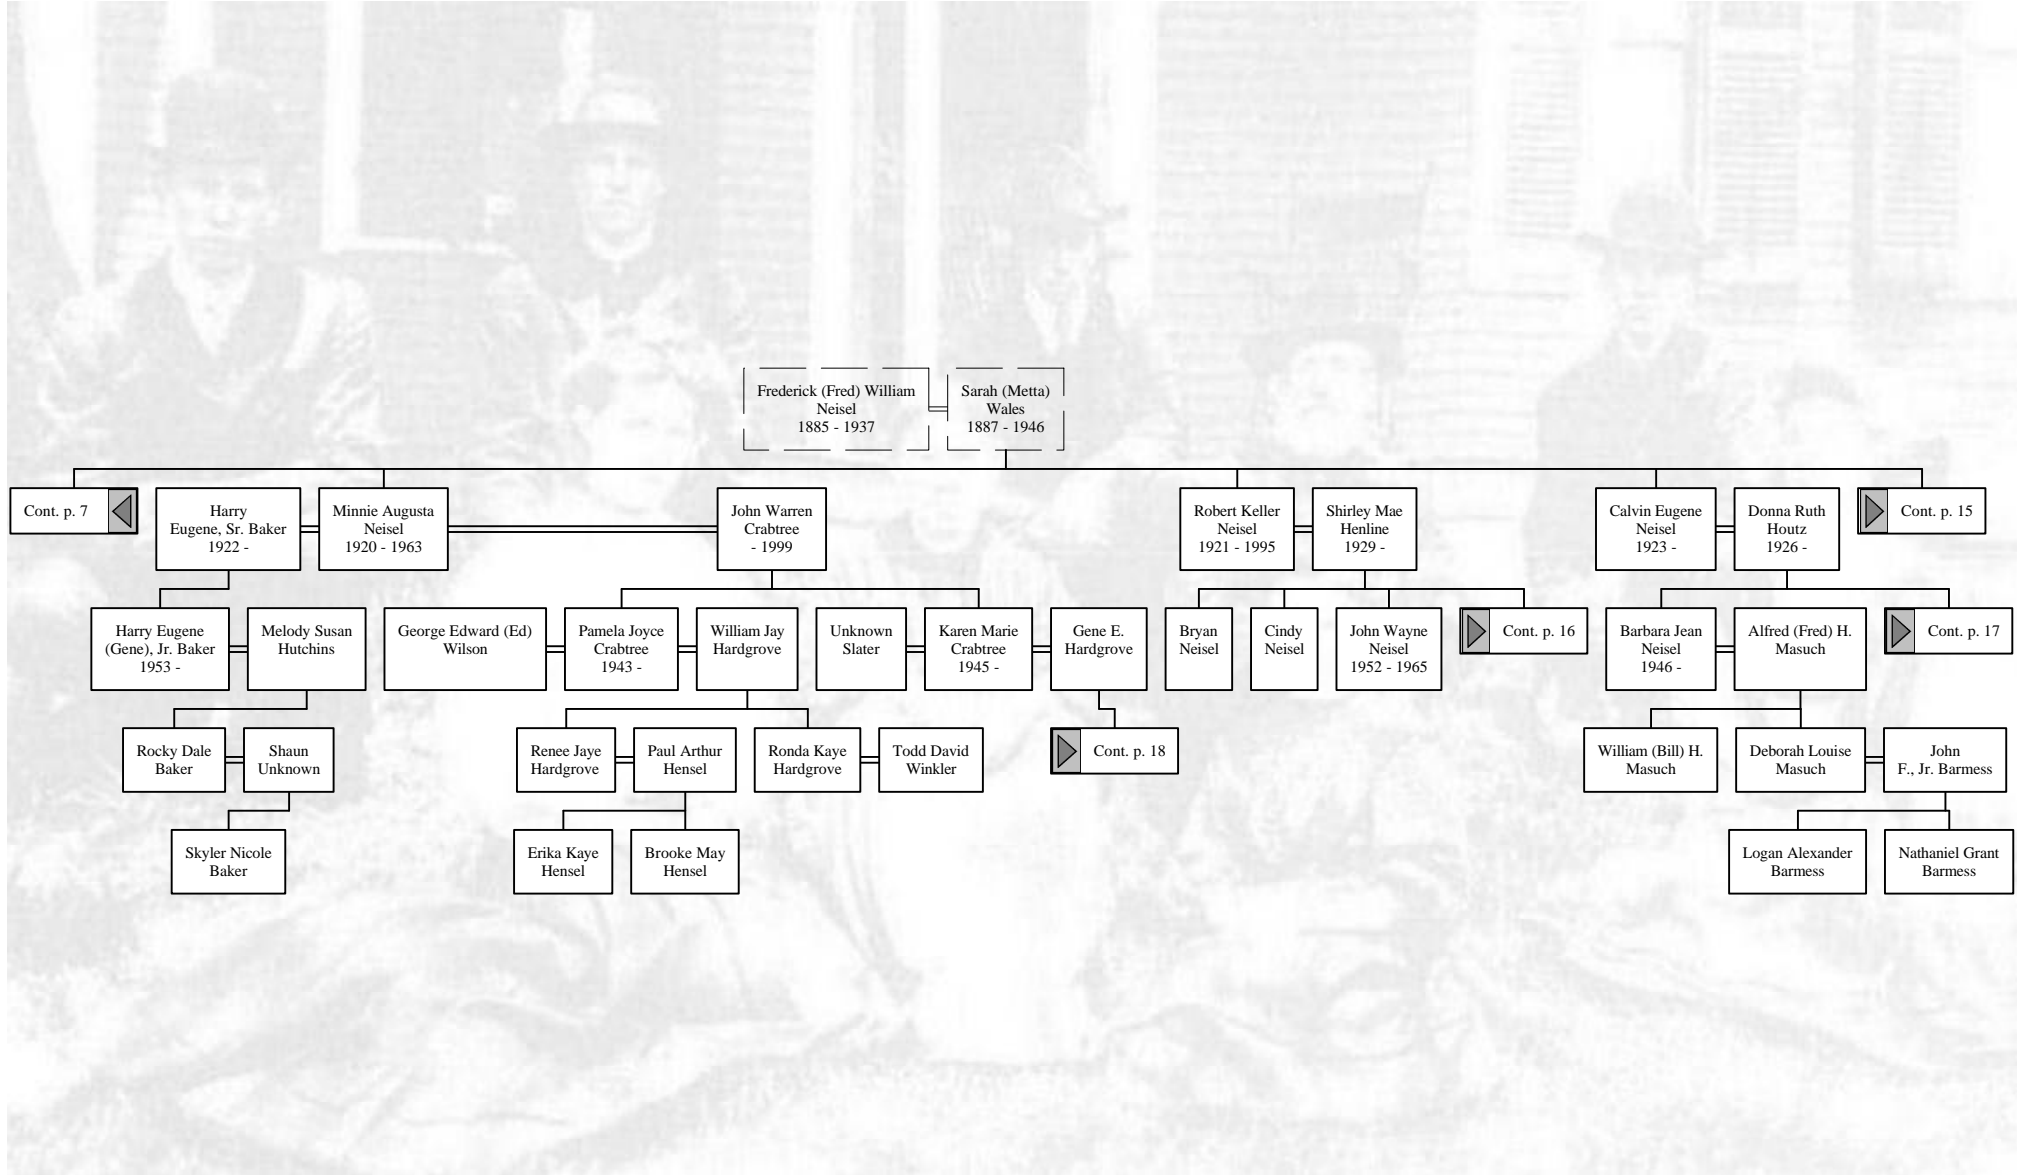 Frederick (Fred) William
Neisel
1885 - 1937
Sarah (Metta)
Wales
1887 - 1946
Cont. p. 7
Harry
Eugene, Sr. Baker
1922 -
Minnie Augusta
Neisel
1920 - 1963
John Warren
Crabtree
- 1999
Robert Keller
Neisel
1921 - 1995
Shirley Mae
Henline
1929 -
Calvin Eugene
Neisel
1923 -
Donna Ruth
Houtz
1926 -
Cont. p. 15
Harry Eugene
(Gene), Jr. Baker
1953 -
Melody Susan
Hutchins
George Edward (Ed)
Wilson
Pamela Joyce
Crabtree
1943 -
William Jay
Hardgrove
Unknown
Slater
Karen Marie
Crabtree
1945 -
Gene E.
Hardgrove
Bryan
Neisel
Cindy
Neisel
John Wayne
Neisel
1952 - 1965
Cont. p. 16
Barbara Jean
Neisel
1946 -
Alfred (Fred) H.
Masuch
Cont. p. 17
Rocky Dale
Baker
Shaun
Unknown
Renee Jaye
Hardgrove
Paul Arthur
Hensel
Ronda Kaye
Hardgrove
Todd David
Winkler
Cont. p. 18
William (Bill) H.
Masuch
Deborah Louise
Masuch
John
F., Jr. Barmess
Skyler Nicole
Baker
Erika Kaye
Hensel
Brooke May
Hensel
Logan Alexander
Barmess
Nathaniel Grant
Barmess